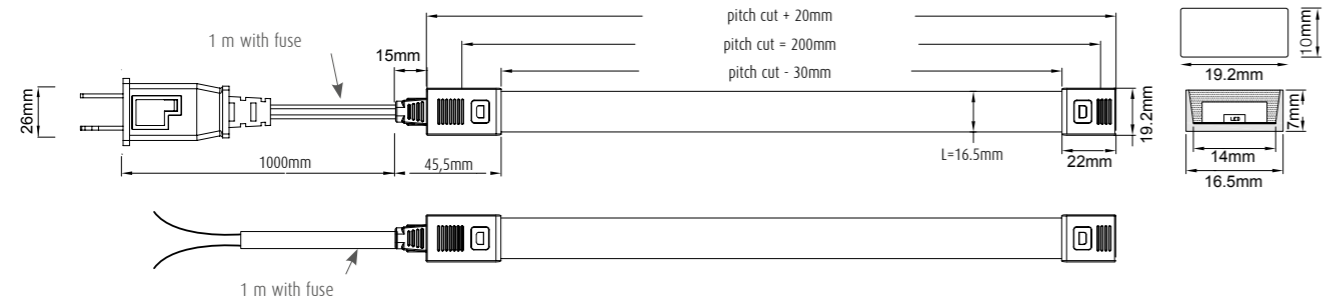 pitch cut + 20mm
1 m with fuse
pitch cut = 200mm
15mm
pitch cut - 30mm
10mm
19.2mm
26mm
D
D
19.2mm
LED
7mm
1000mm
45,5mm
L=16.5mm
22mm
14mm
16.5mm
D
D
1 m with fuse